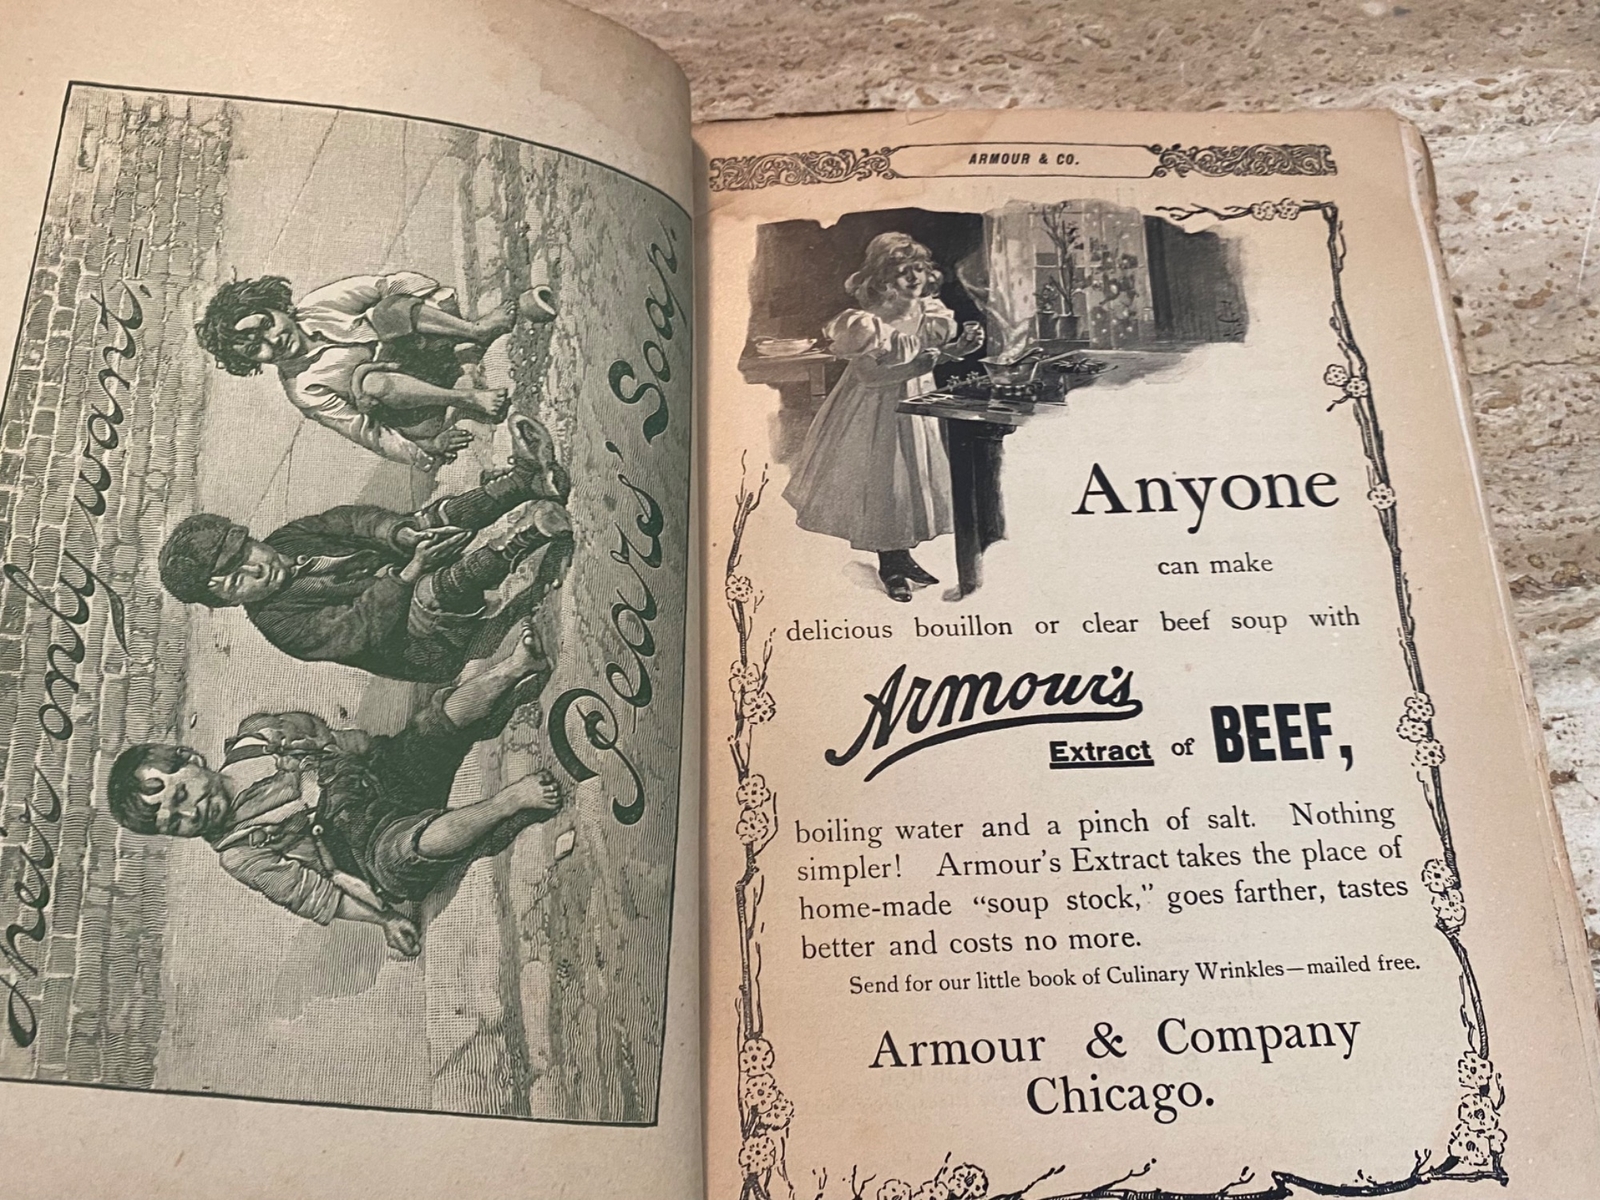 Their only want,—
Pears' Soap.
ARMOUR & CO.
Anyone
can make
delicious bouillon or clear beef soup with
Armour's
Extract of BEEF,
boiling water and a pinch of salt. Nothing
simpler! Armour's Extract takes the place of
home-made "soup stock," goes farther, tastes
better and costs no more.
Send for our little book of Culinary Wrinkles—mailed free.
Armour & Company
Chicago.